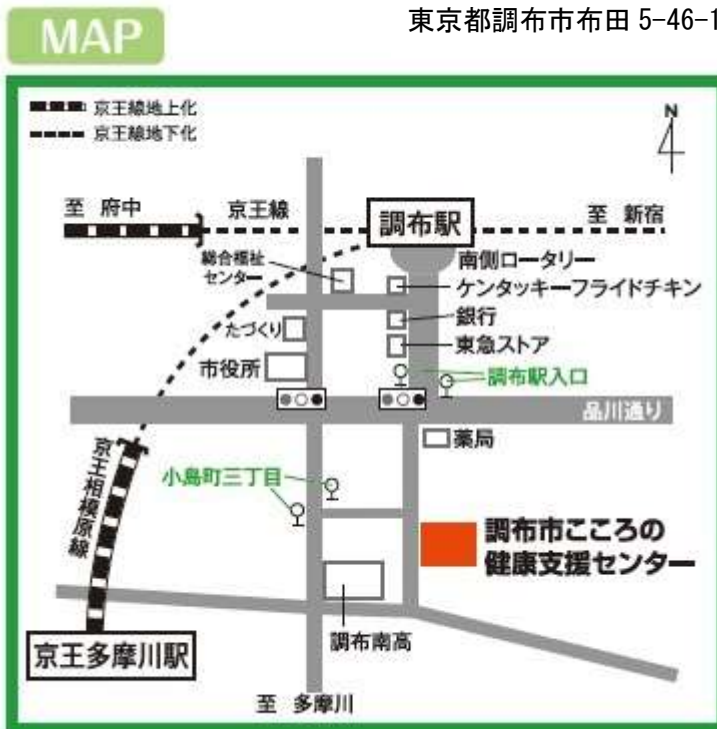 東京都調布市布田 5-46-1
MAP
京王線地上化
京王線地下化
N
至 府中
京王線
調布駅
至 新宿
総合福祉
センター
南側ロータリー
ケンタッキーフライドチキン
たづくり
銀行
市役所
東急ストア
調布駅入口
品川通り
薬局
京王相模原線
小島町三丁目
調布市こころの
健康支援センター
調布南高
京王多摩川駅
至 多摩川